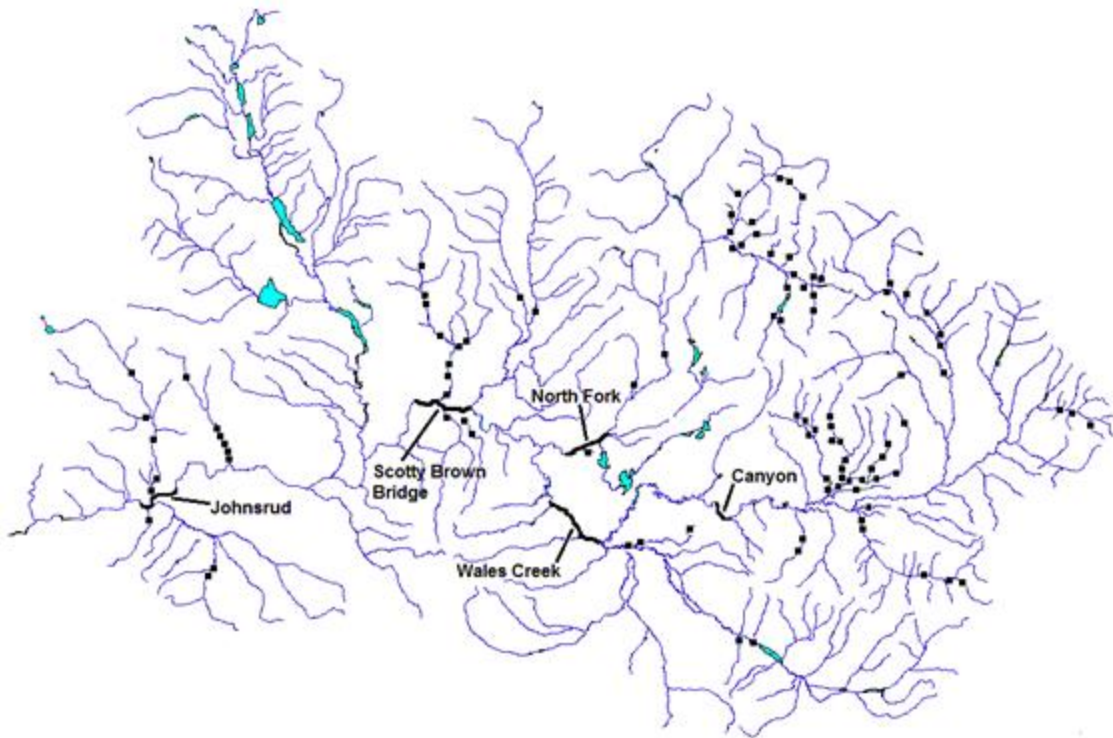 North Fork
Scotty Brown
Bridge
Canyon
Johnsrud
Wales Creek